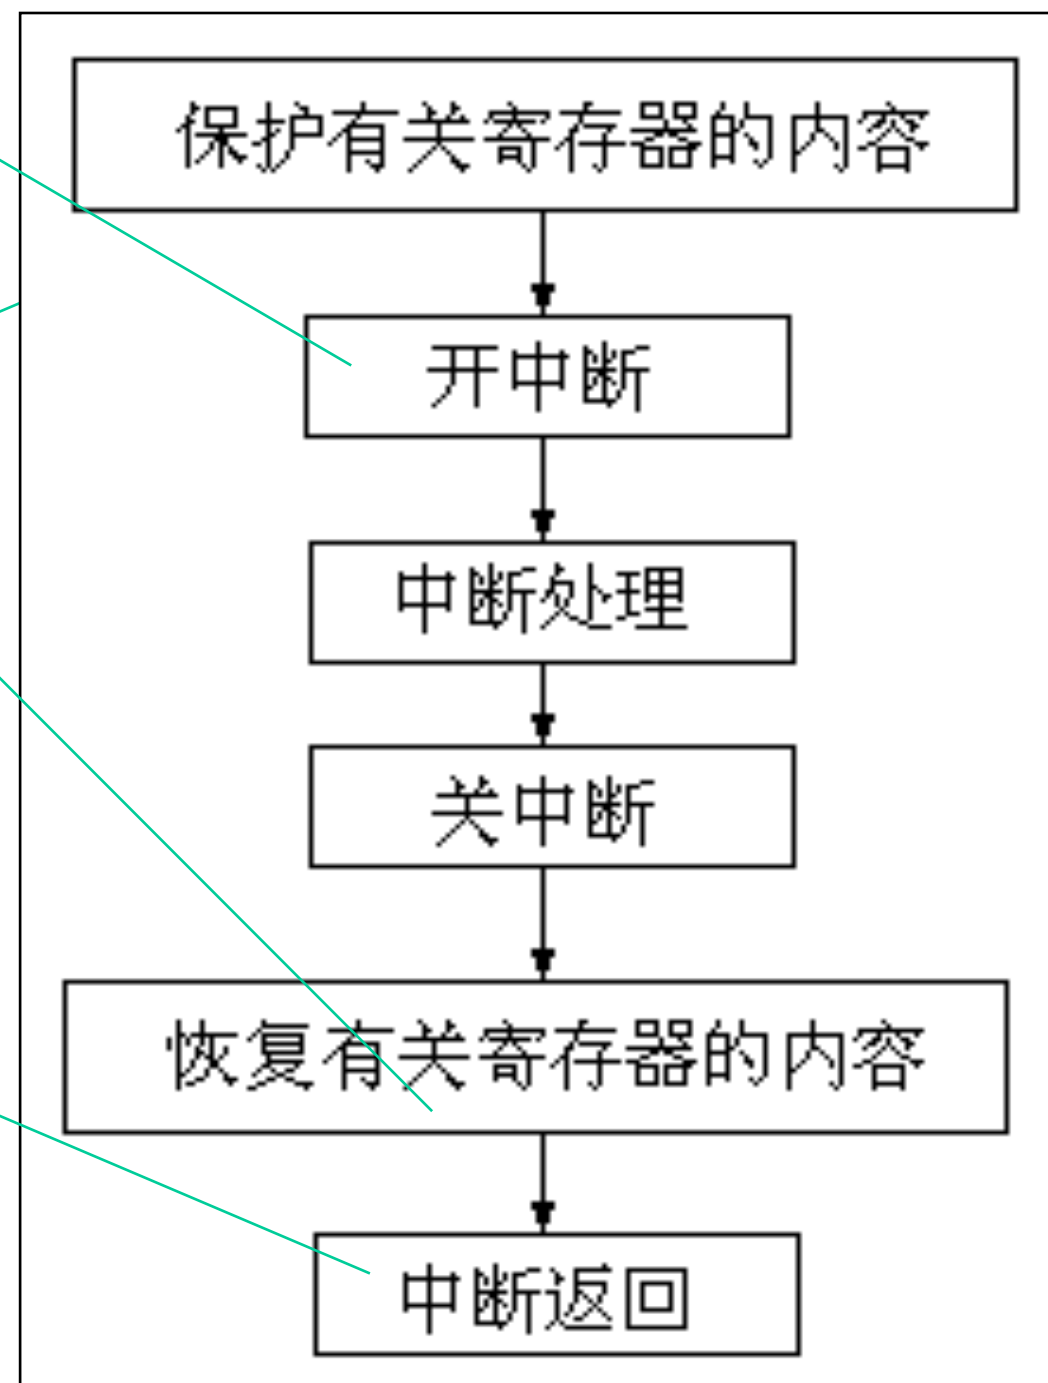 保护有关寄存器的内容
开中断
中断处理
关中断
恢复有关寄存器的内容
中断返回